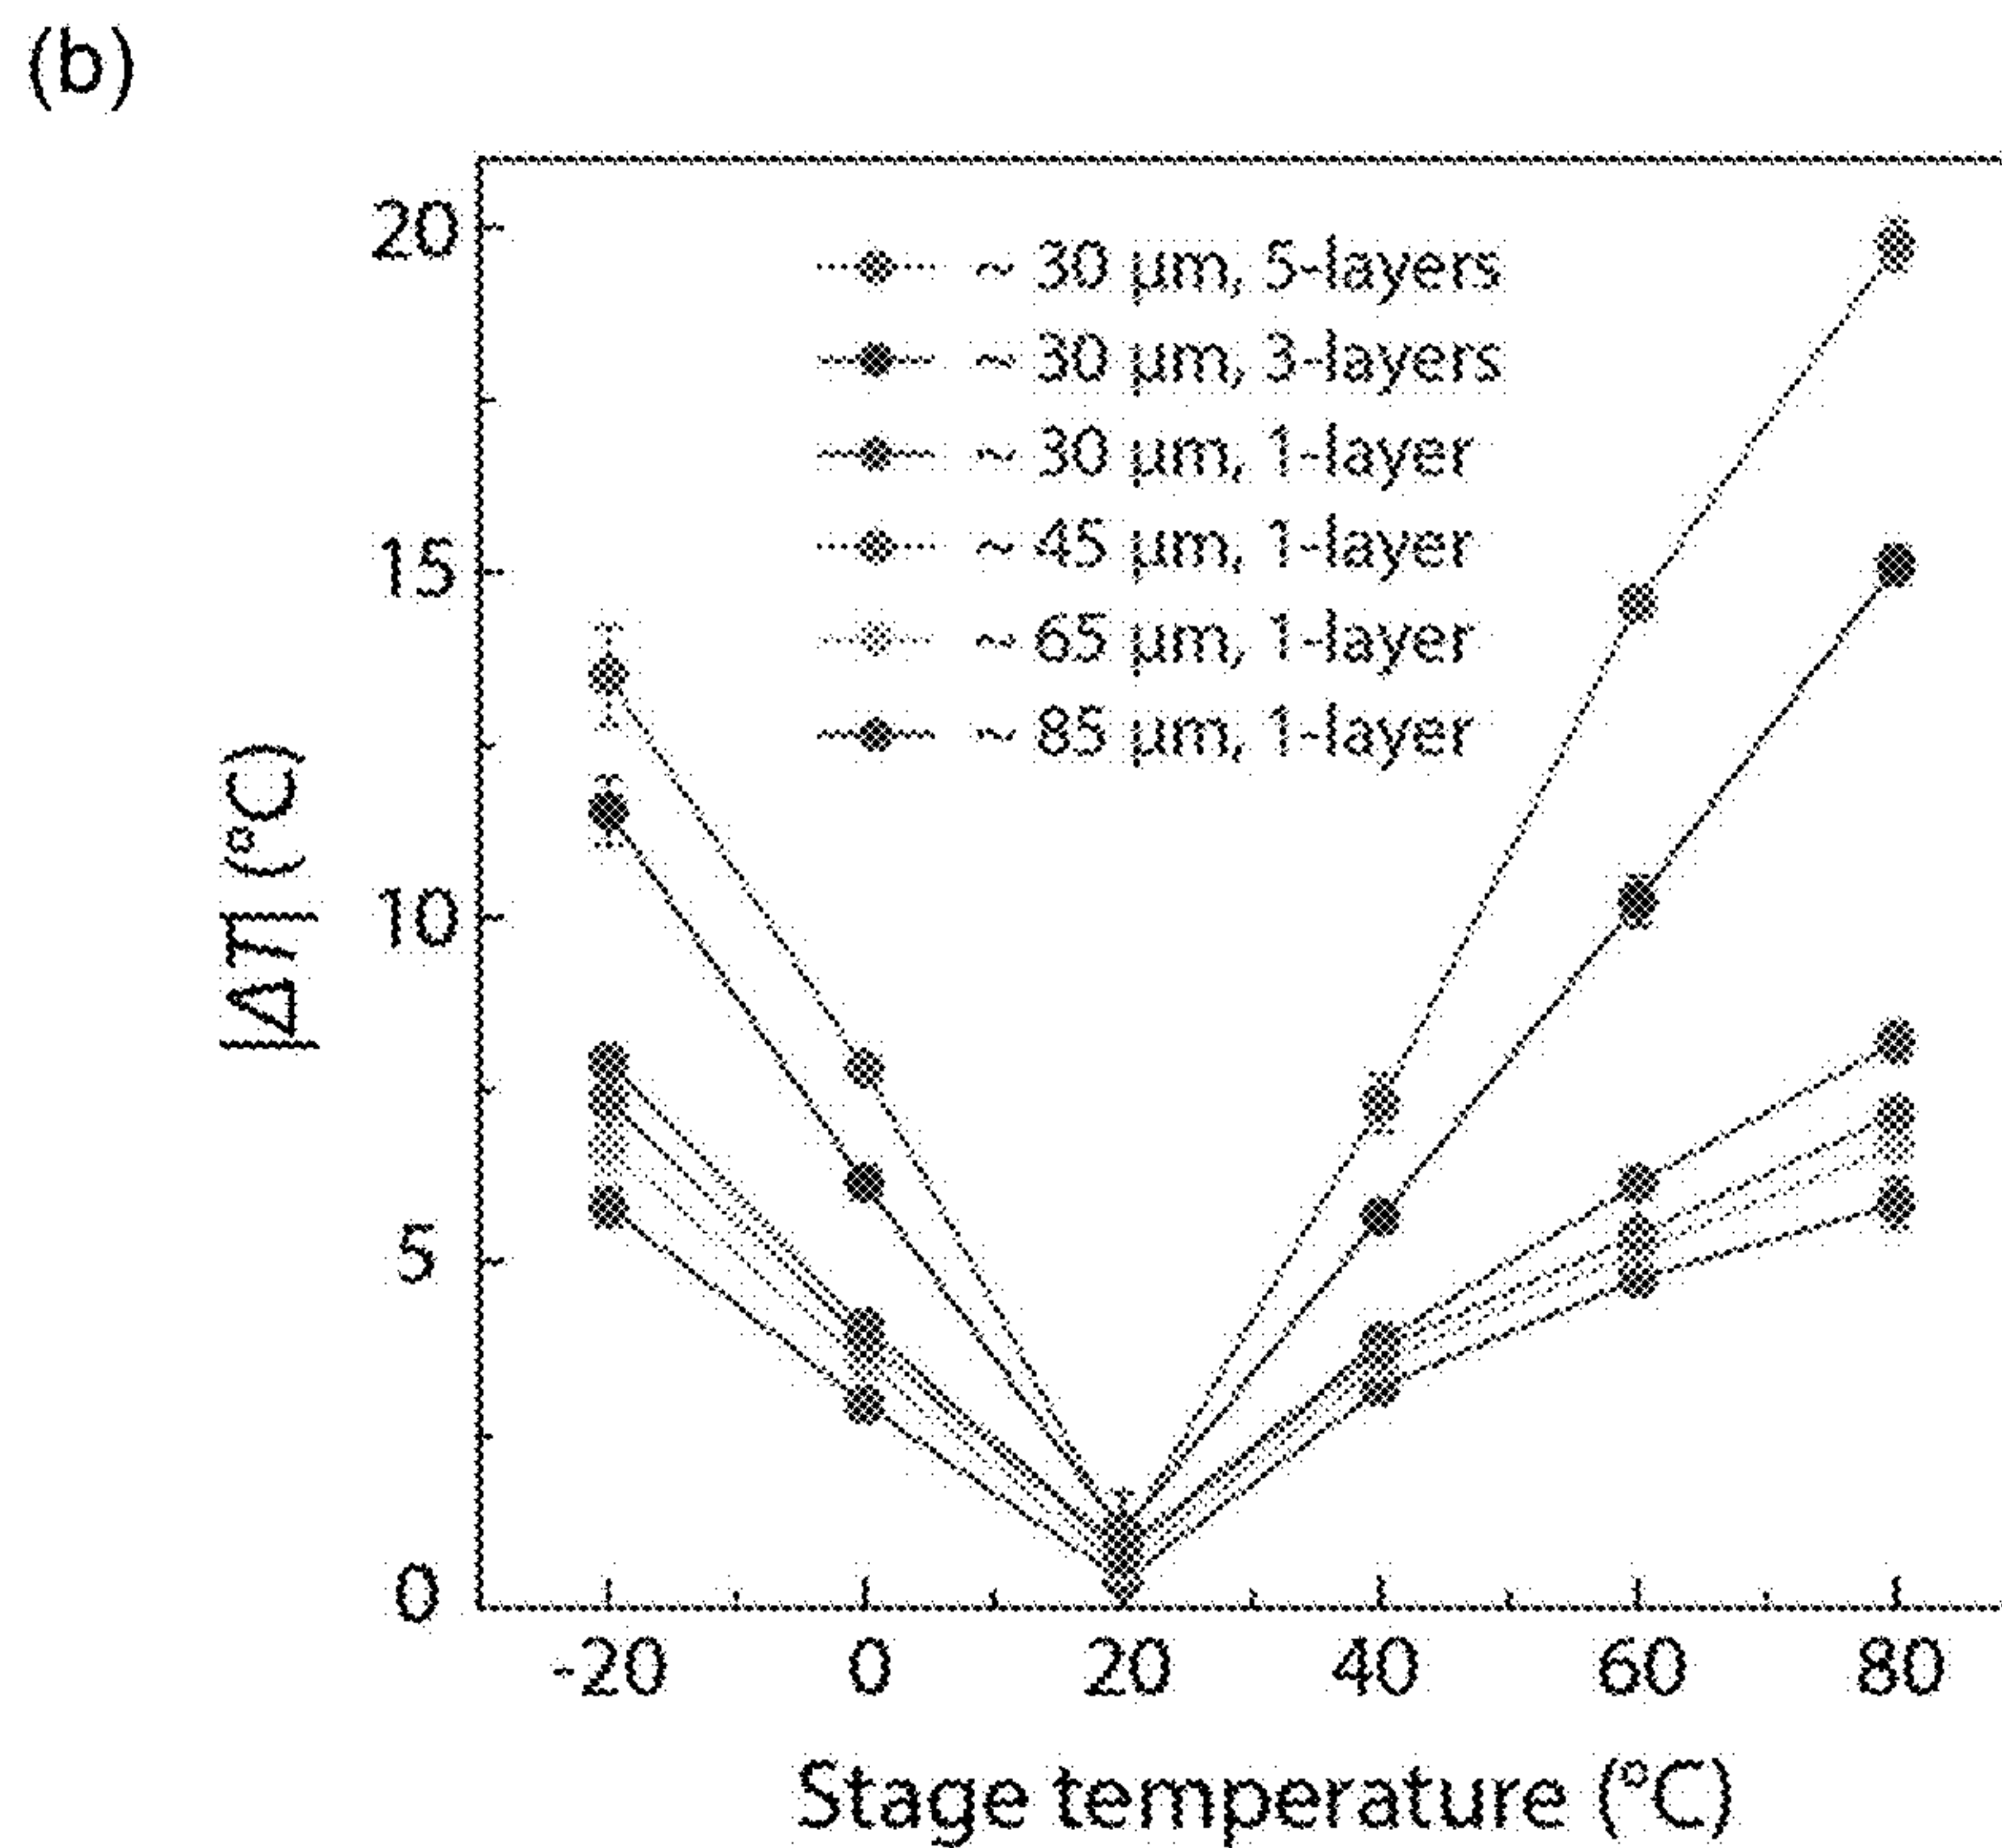 (b)
20
15
10
5
0
|ΔT| (°C)
~ 30 μm, 5-layers
~ 30 μm, 3-layers
~ 30 μm, 1-layer
~ 45 μm, 1-layer
~ 65 μm, 1-layer
~ 85 μm, 1-layer
-20 0 20 40 60 80
Stage temperature (°C)